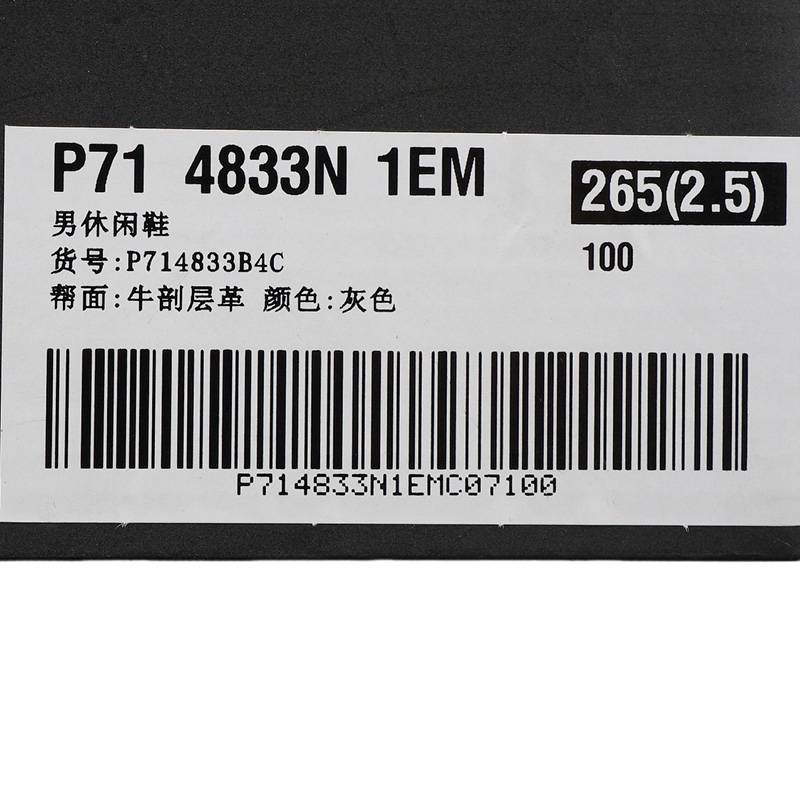 P71 4833N 1EM
265(2.5)
100
男休闲鞋
货号:P714833B4C
帮面:牛剖层革 颜色:灰色
P714833N1EMC07100